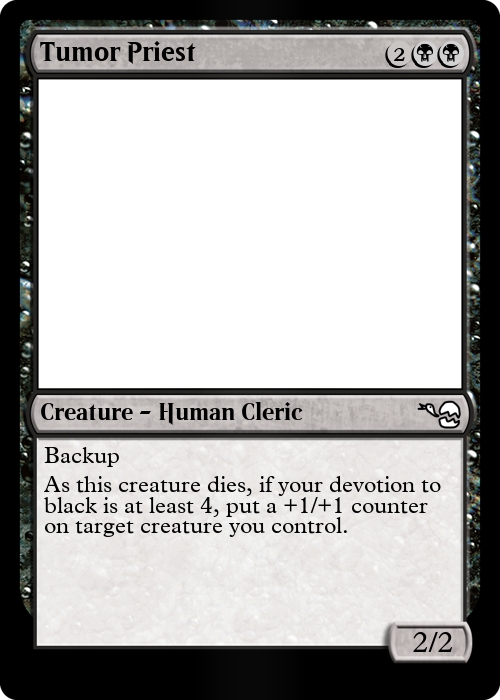 Tumor Priest 2
Creature – Human Cleric
Backup
As this creature dies, if your devotion to
black is at least 4, put a +1/+1 counter
on target creature you control.
2/2